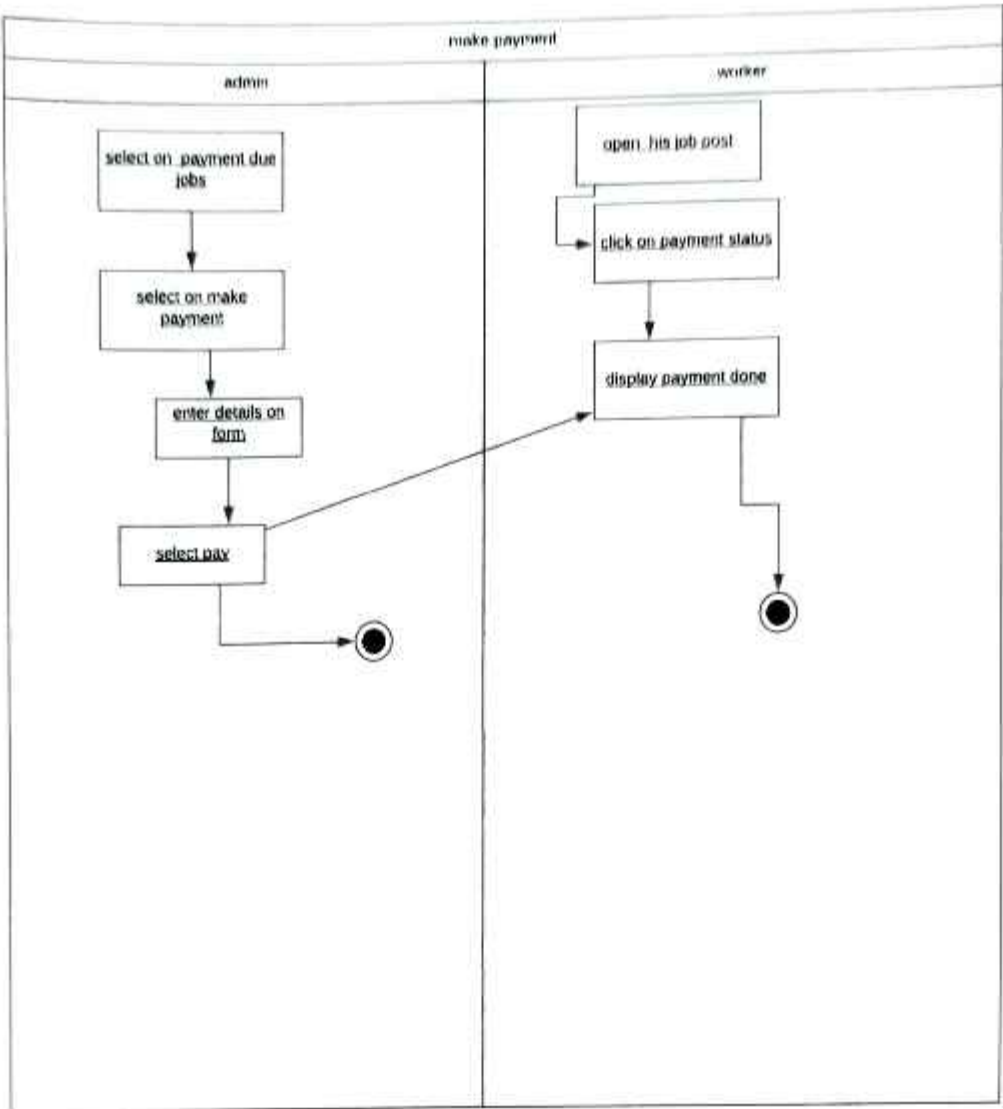 make payment
admin
worker
select on payment due
jobs
select on make
payment
enter details on
form
select pay
open his job post
click on payment status
display payment done